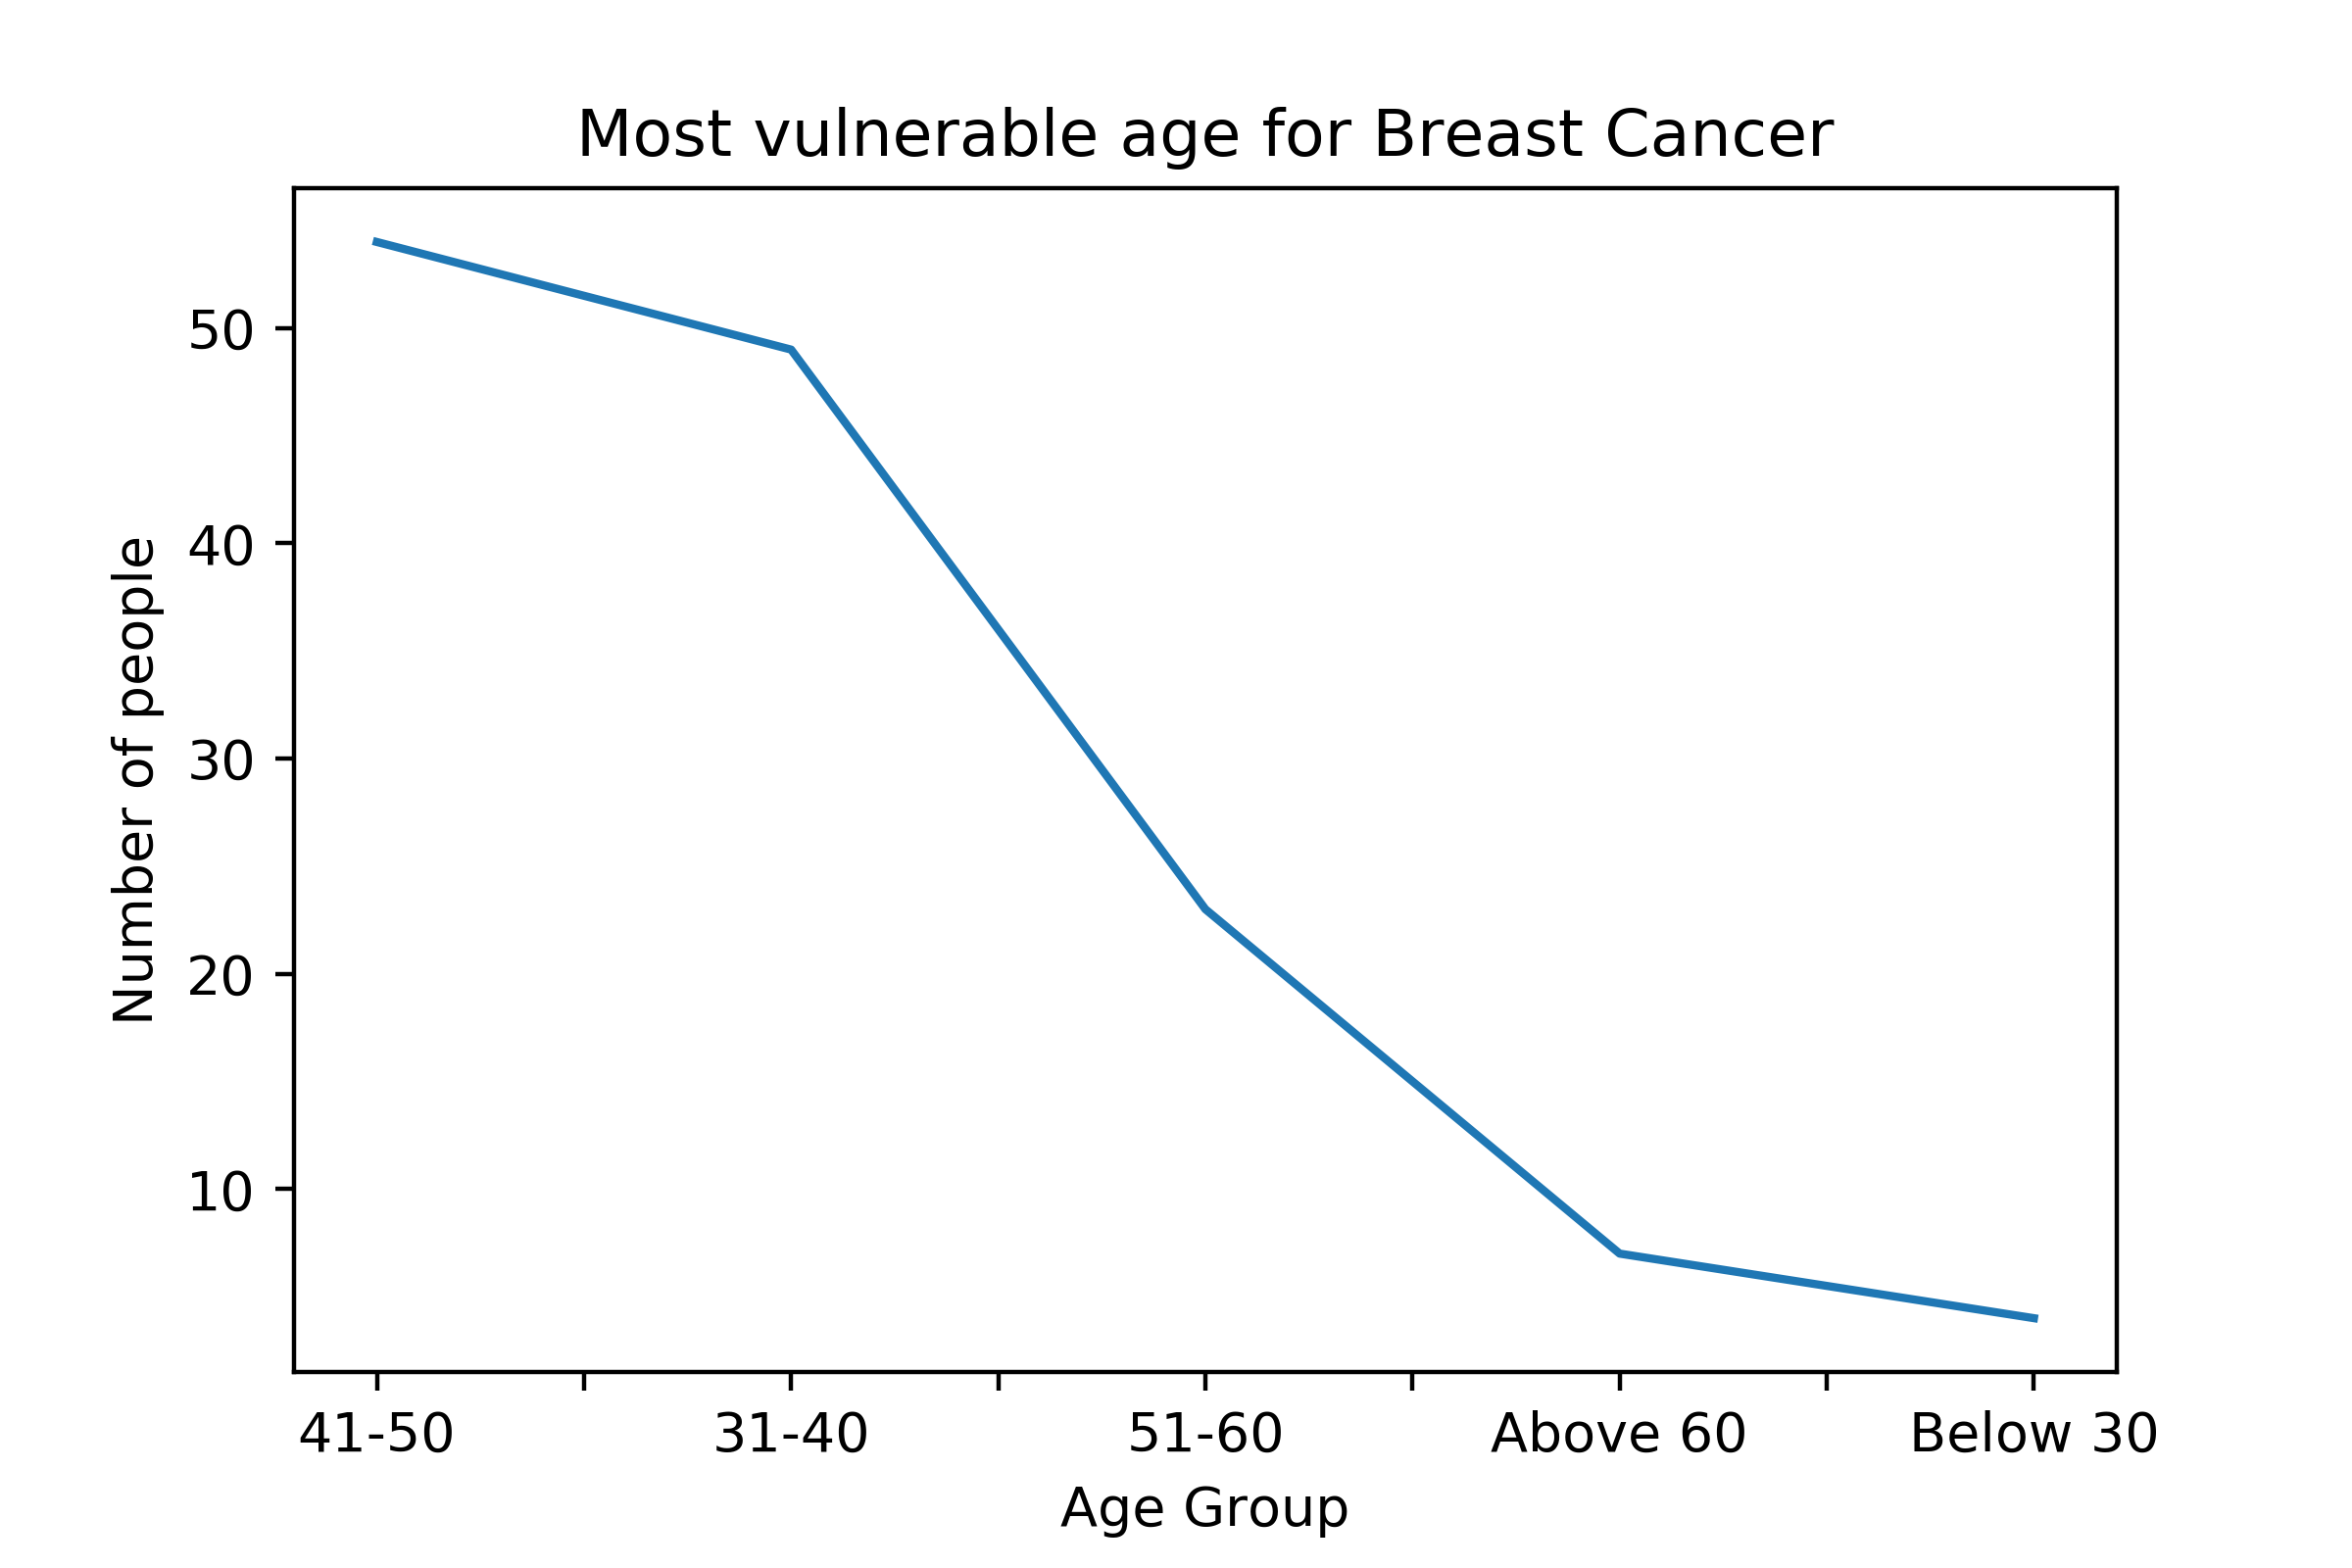 Most vulnerable age for Breast Cancer
Number of people
50
40
30
20
10
41-50 31-40 51-60 Above 60 Below 30
Age Group